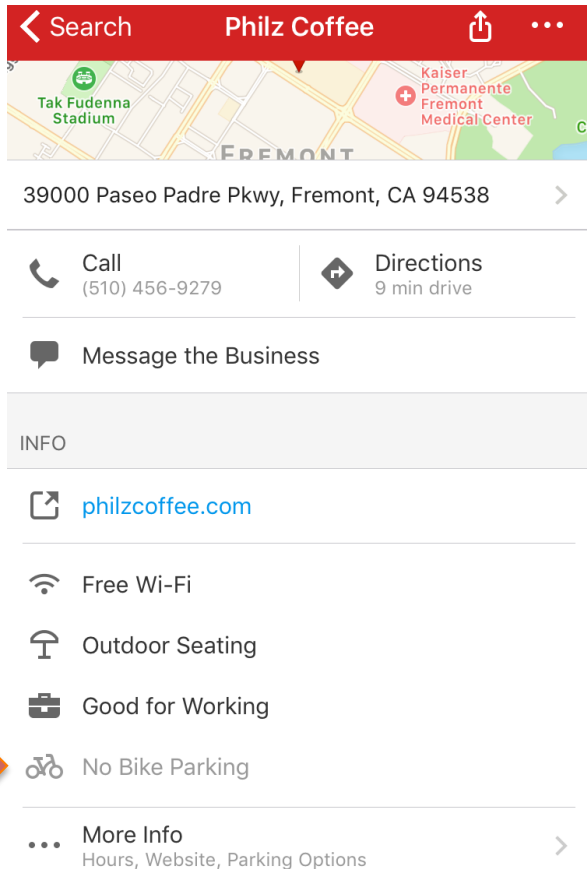 Search
Philz Coffee
Tak Fudenna
Stadium
Kaiser
Permanente
Fremont
Medical Center
FREMONT
39000 Paseo Padre Pkwy, Fremont, CA 94538
Call
(510) 456-9279
Directions
9 min drive
Message the Business
INFO
philzcoffee.com
Free Wi-Fi
Outdoor Seating
Good for Working
No Bike Parking
More Info
Hours, Website, Parking Options